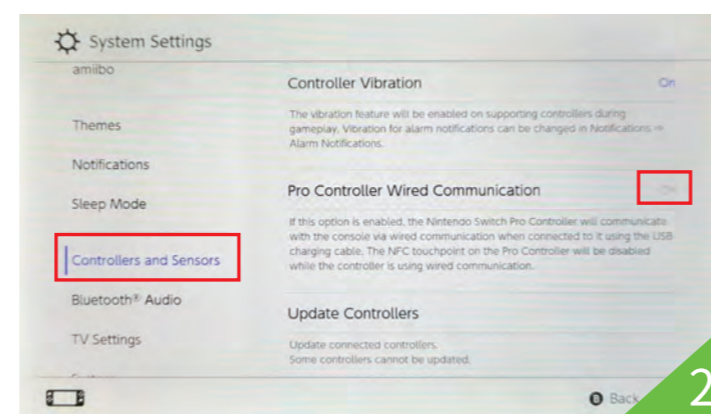 System Settings
amiibo
Themes
Notifications
Sleep Mode
Controllers and Sensors
Bluetooth® Audio
TV Settings
Controller Vibration
On
The vibration feature will be enabled on supporting controllers during
gameplay. Vibration for alarm notifications can be changed in Notifications →
Alarm Notifications.
Pro Controller Wired Communication
If this option is enabled, the Nintendo Switch Pro Controller will communicate
with the console via wired communication when connected to it using the USB
charging cable. The NFC touchpoint on the Pro Controller will be disabled
while the controller is using wired communication.
Update Controllers
Update connected controllers.
Some controllers cannot be updated.
B Back
2